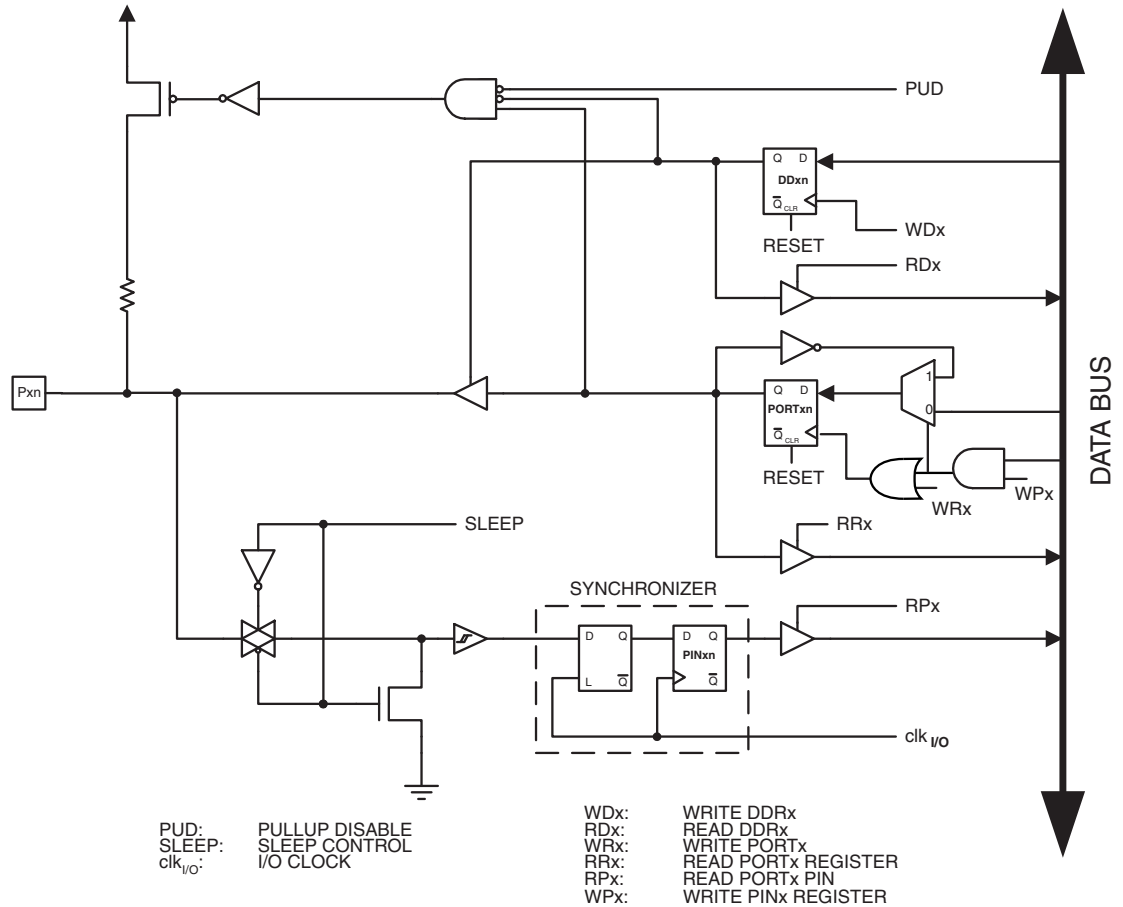 PUD
Q D
DDxn
Q CLR
WDx
RESET
RDx
Pxn
1
Q D
PORTxn
0
Q CLR
RESET
WRx
WPx
DATA BUS
SLEEP
RRx
SYNCHRONIZER
RPx
D Q
D Q
PINxn
L Q
Q
clk I/O
PUD: PULLUP DISABLE
SLEEP: SLEEP CONTROL
clkI/O: I/O CLOCK
WDx: WRITE DDRx
RDx: READ DDRx
WRx: WRITE PORTx
RRx: READ PORTx REGISTER
RPx: READ PORTx PIN
WPx: WRITE PINx REGISTER